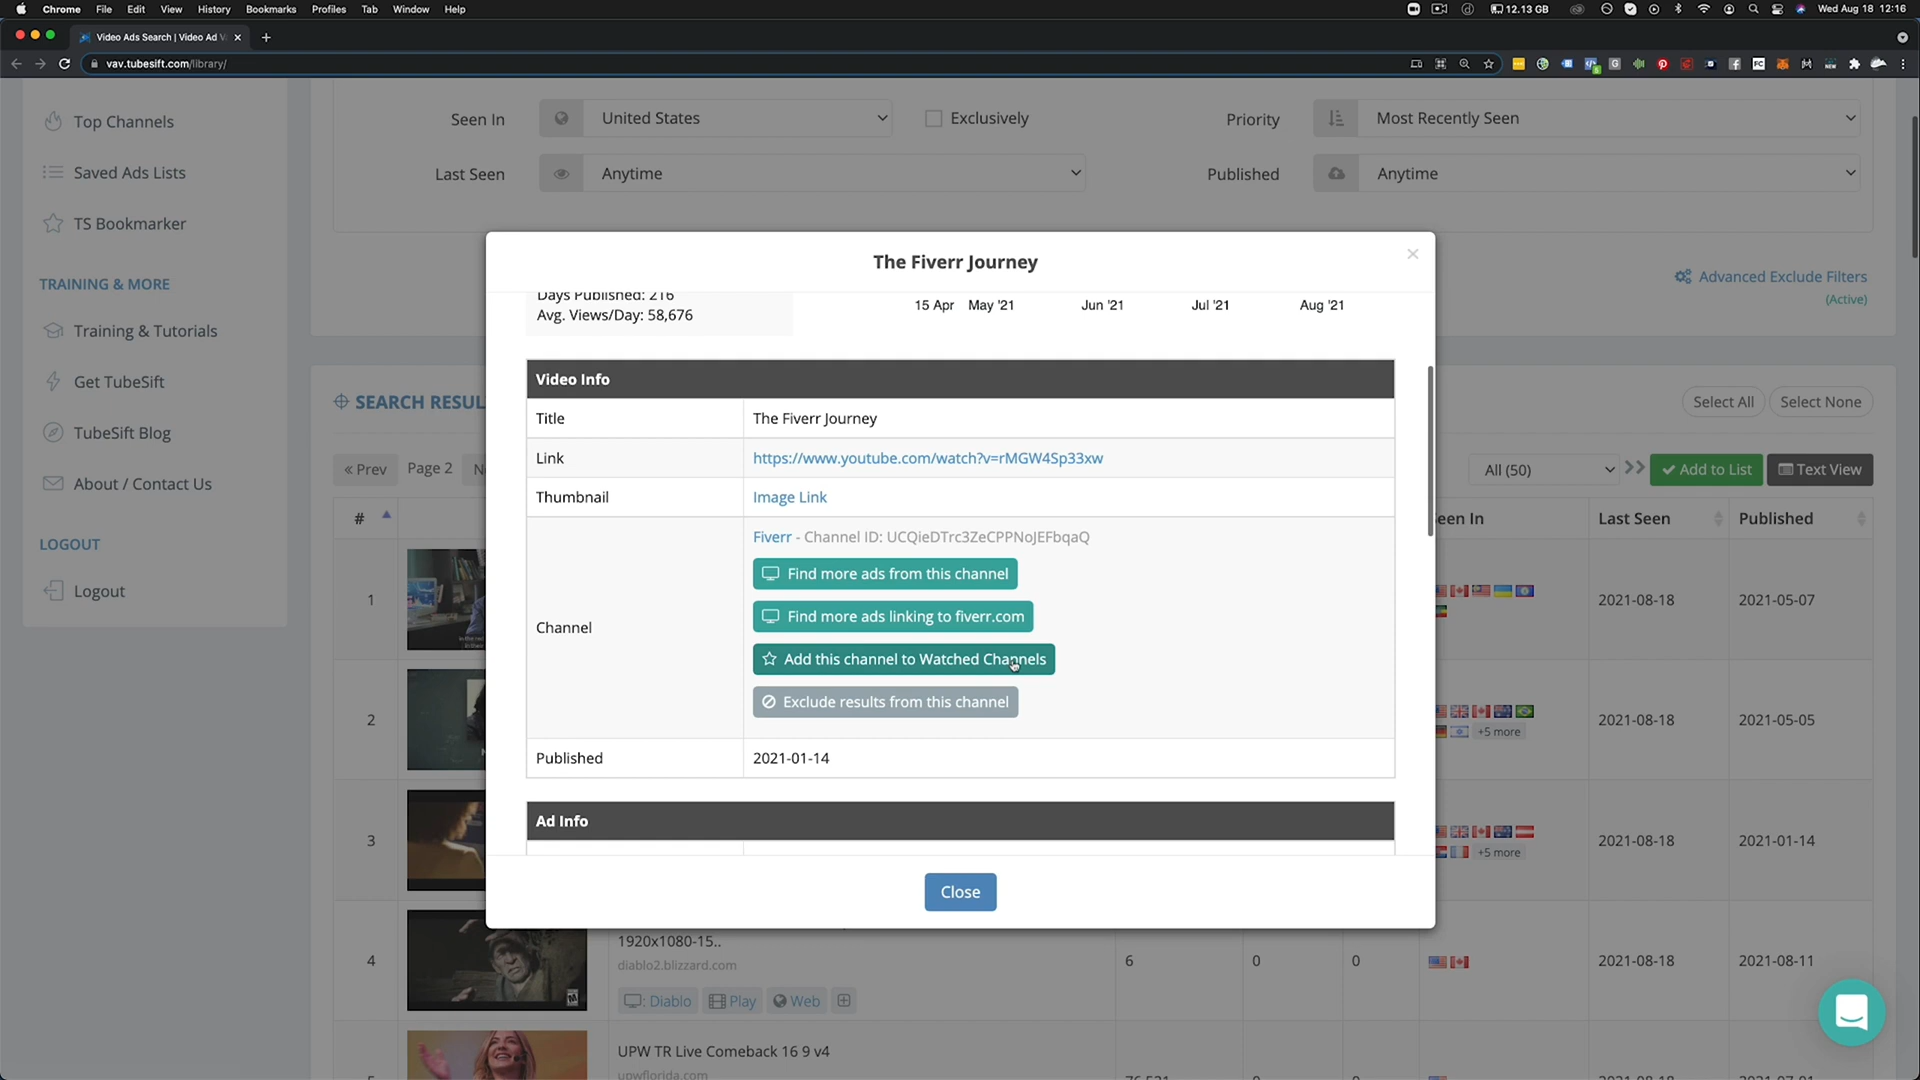 Chrome File Edit View History Bookmarks Profiles Tab Window Help
12.13 GB
Wed Aug 18 12:16
Video Ads Search | Video Ad V
vav.tubesift.com/library/
Top Channels
Saved Ads Lists
TS Bookmarker
TRAINING & MORE
Training & Tutorials
Get TubeSift
TubeSift Blog
About / Contact Us
LOGOUT
Logout
Seen In United States Exclusively Priority Most Recently Seen
Last Seen Anytime Published Anytime
Advanced Exclude Filters
(Active)
SEARCH RESUL
Select All Select None
« Prev Page 2 N
All (50) Add to List Text View
# een In Last Seen Published
The Fiverr Journey
×
Days Published: 216
Avg. Views/Day: 58,676
15 Apr May '21 Jun '21 Jul '21 Aug '21
Video Info
Title The Fiverr Journey
Link https://www.youtube.com/watch?v=rMGW4Sp33xw
Thumbnail Image Link
Channel
Fiverr - Channel ID: UCQieDTrc3ZeCPPNoJEFbqaQ
Find more ads from this channel
Find more ads linking to fiverr.com
Add this channel to Watched Channels
Exclude results from this channel
Published 2021-01-14
Ad Info
Close
1 2021-08-18 2021-05-07
2 +5 more 2021-08-18 2021-05-05
3 +5 more 2021-08-18 2021-01-14
1920x1080-15..
4 diablo2.blizzard.com 6 0 0 2021-08-18 2021-08-11
: Diablo Play Web
UPW TR Live Comeback 16 9 v4
upwflorida.com